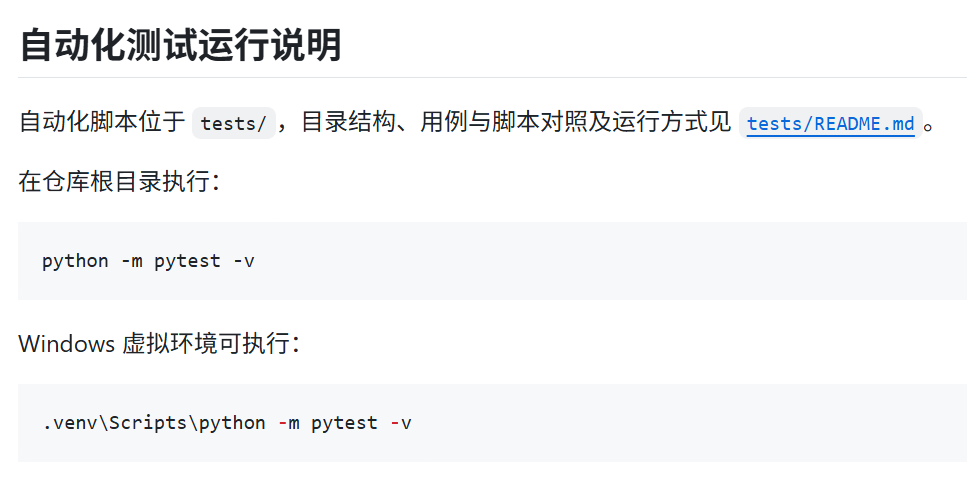 自动化测试运行说明
自动化脚本位于 tests/，目录结构、用例与脚本对照及运行方式见 tests/README.md 。
在仓库根目录执行：
python -m pytest -v
Windows 虚拟环境可执行：
.venv\Scripts\python -m pytest -v